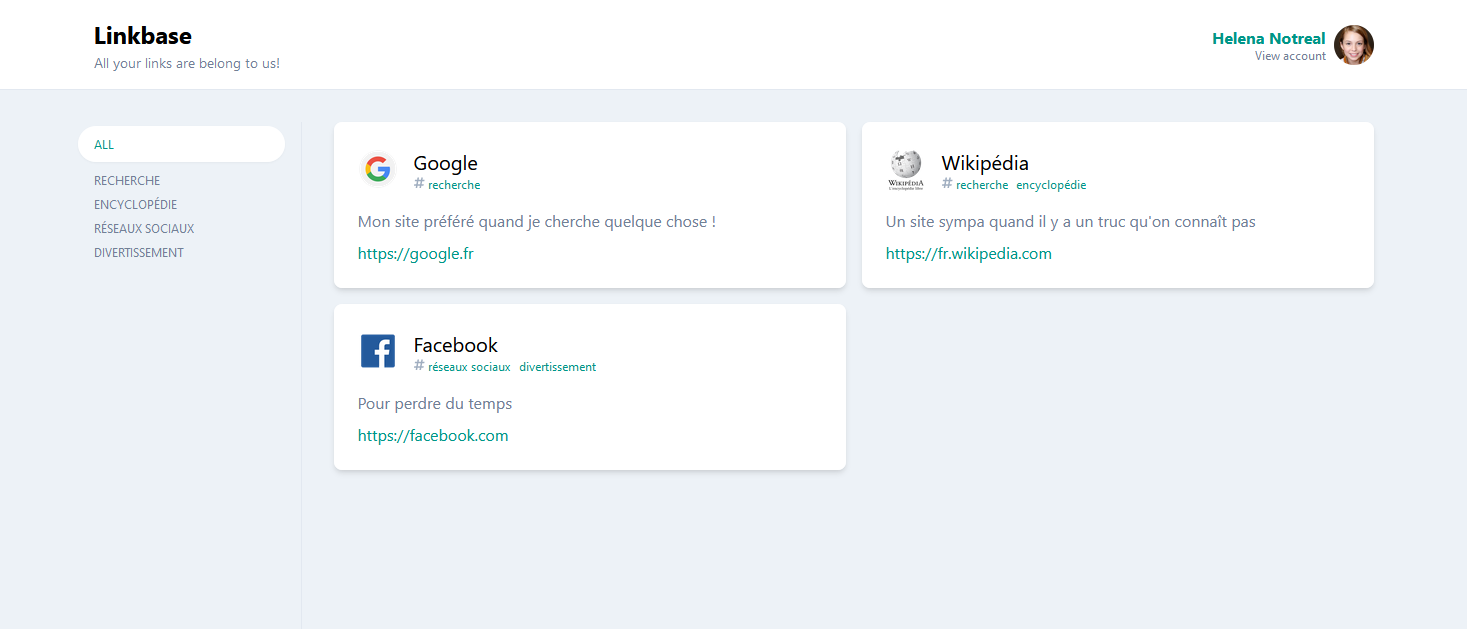 Linkbase
All your links are belong to us!
Helena Notreal
View account
ALL
RECHERCHE
ENCYCLOPÉDIE
RÉSEAUX SOCIAUX
DIVERTISSEMENT
Google
# recherche
Mon site préféré quand je cherche quelque chose !
https://google.fr
WIKIPÉDIA
Wikipédia
# recherche encyclopédie
Un site sympa quand il y a un truc qu'on connaît pas
https://fr.wikipedia.com
Facebook
# réseaux sociaux divertissement
Pour perdre du temps
https://facebook.com